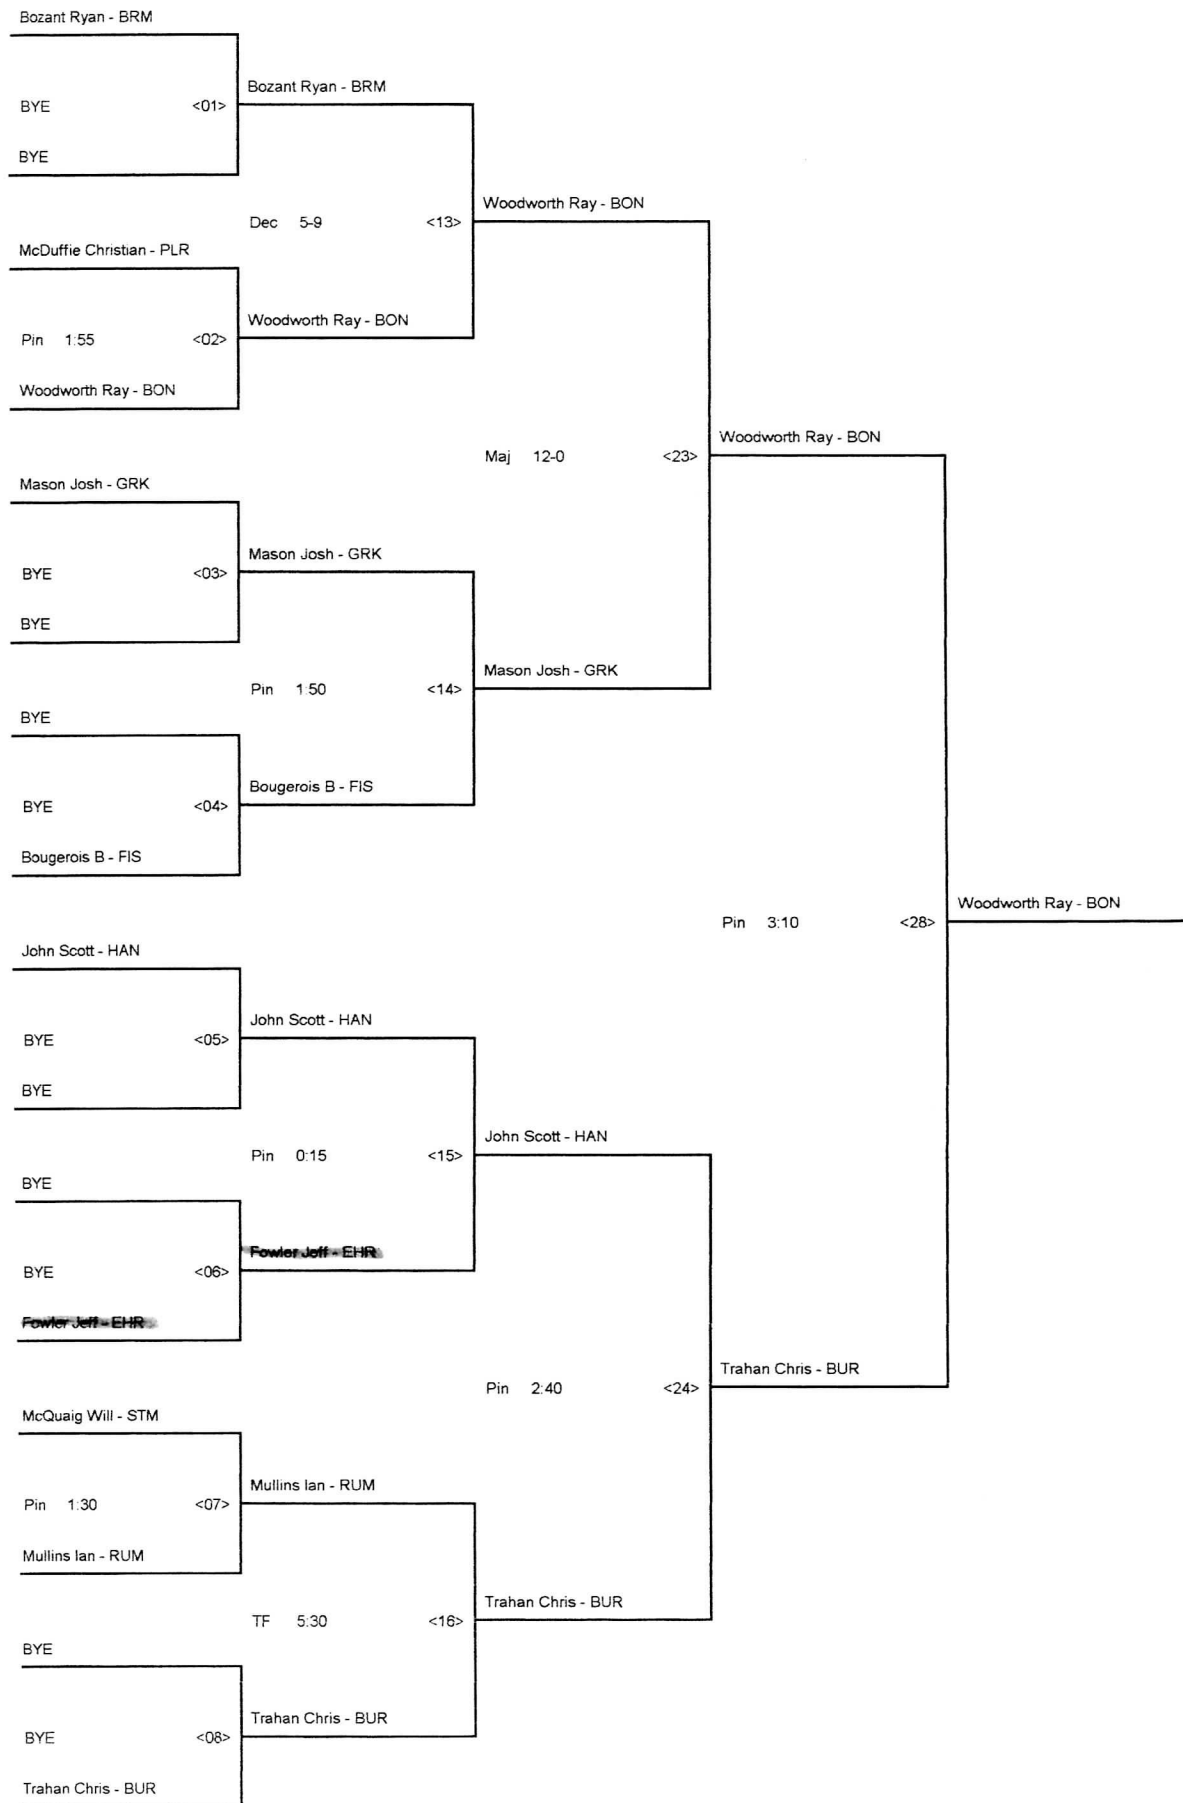 Bozant Ryan - BRM
Bozant Ryan - BRM
BYE <01>
BYE
Woodworth Ray - BON
Dec 5-9 <13>
McDuffie Christian - PLR
Woodworth Ray - BON
Pin 1:55 <02>
Woodworth Ray - BON
Woodworth Ray - BON
Maj 12-0 <23>
Mason Josh - GRK
Mason Josh - GRK
BYE <03>
BYE
Mason Josh - GRK
Pin 1:50 <14>
BYE
Bougerois B - FIS
BYE <04>
Bougerois B - FIS
Woodworth Ray - BON
Pin 3:10 <28>
John Scott - HAN
John Scott - HAN
BYE <05>
BYE
John Scott - HAN
Pin 0:15 <15>
BYE
Fowler Jeff - EHR
BYE <06>
Fowler Jeff - EHR
Trahan Chris - BUR
Pin 2:40 <24>
McQuaig Will - STM
Mullins Ian - RUM
Pin 1:30 <07>
Mullins Ian - RUM
Trahan Chris - BUR
TF 5:30 <16>
BYE
Trahan Chris - BUR
BYE <08>
Trahan Chris - BUR